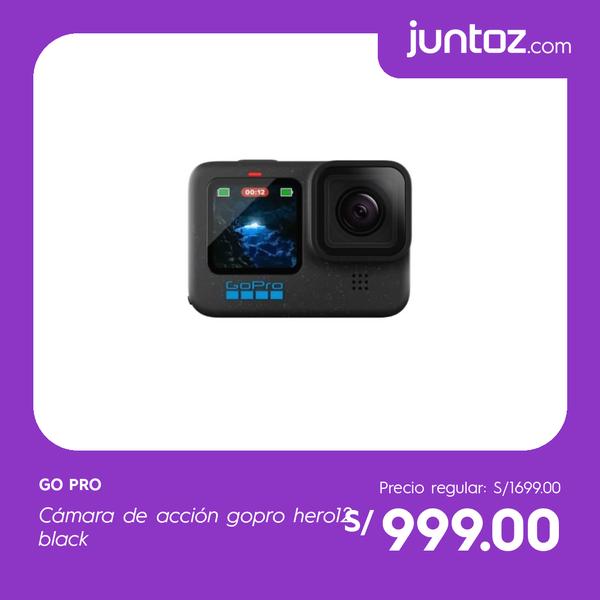 juntoz.com
00:12
GoPro
GO PRO
Cámara de acción gopro hero12
black
Precio regular: S/1699.00
S/ 999.00